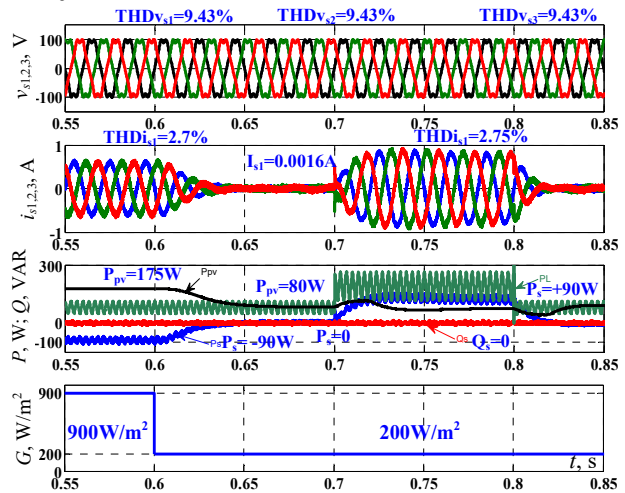 THDvs1=9.43% THDvs2=9.43% THDvs3=9.43%
vs1,2,3, V
100
0
-100
0.55 0.6 0.65 0.7 0.75 0.8 0.85
THDis1=2.7% THDis1=2.75%
is1,2,3, A
1
0
-1
Is1=0.0016A
0.55 0.6 0.65 0.7 0.75 0.8 0.85
P, W; Q, VAR
300
0
-100
Ppv=175W Ppv Ppv=80W PL Ps=+90W
Ps Ps= -90W Ps=0 Qs Qs=0
0.55 0.6 0.65 0.7 0.75 0.8 0.85
G, W/m2
900
200
0
900W/m2 200W/m2
t, s
0.55 0.6 0.65 0.7 0.75 0.8 0.85